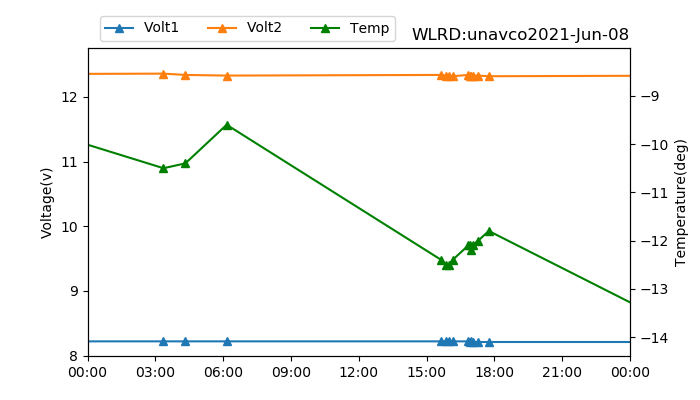 Volt1 Volt2 Temp
WLRD:unavco2021-Jun-08
Voltage(v)
12
11
10
9
8
−9
−10
−11
−12
−13
−14
Temperature(deg)
00:00 03:00 06:00 09:00 12:00 15:00 18:00 21:00 00:00